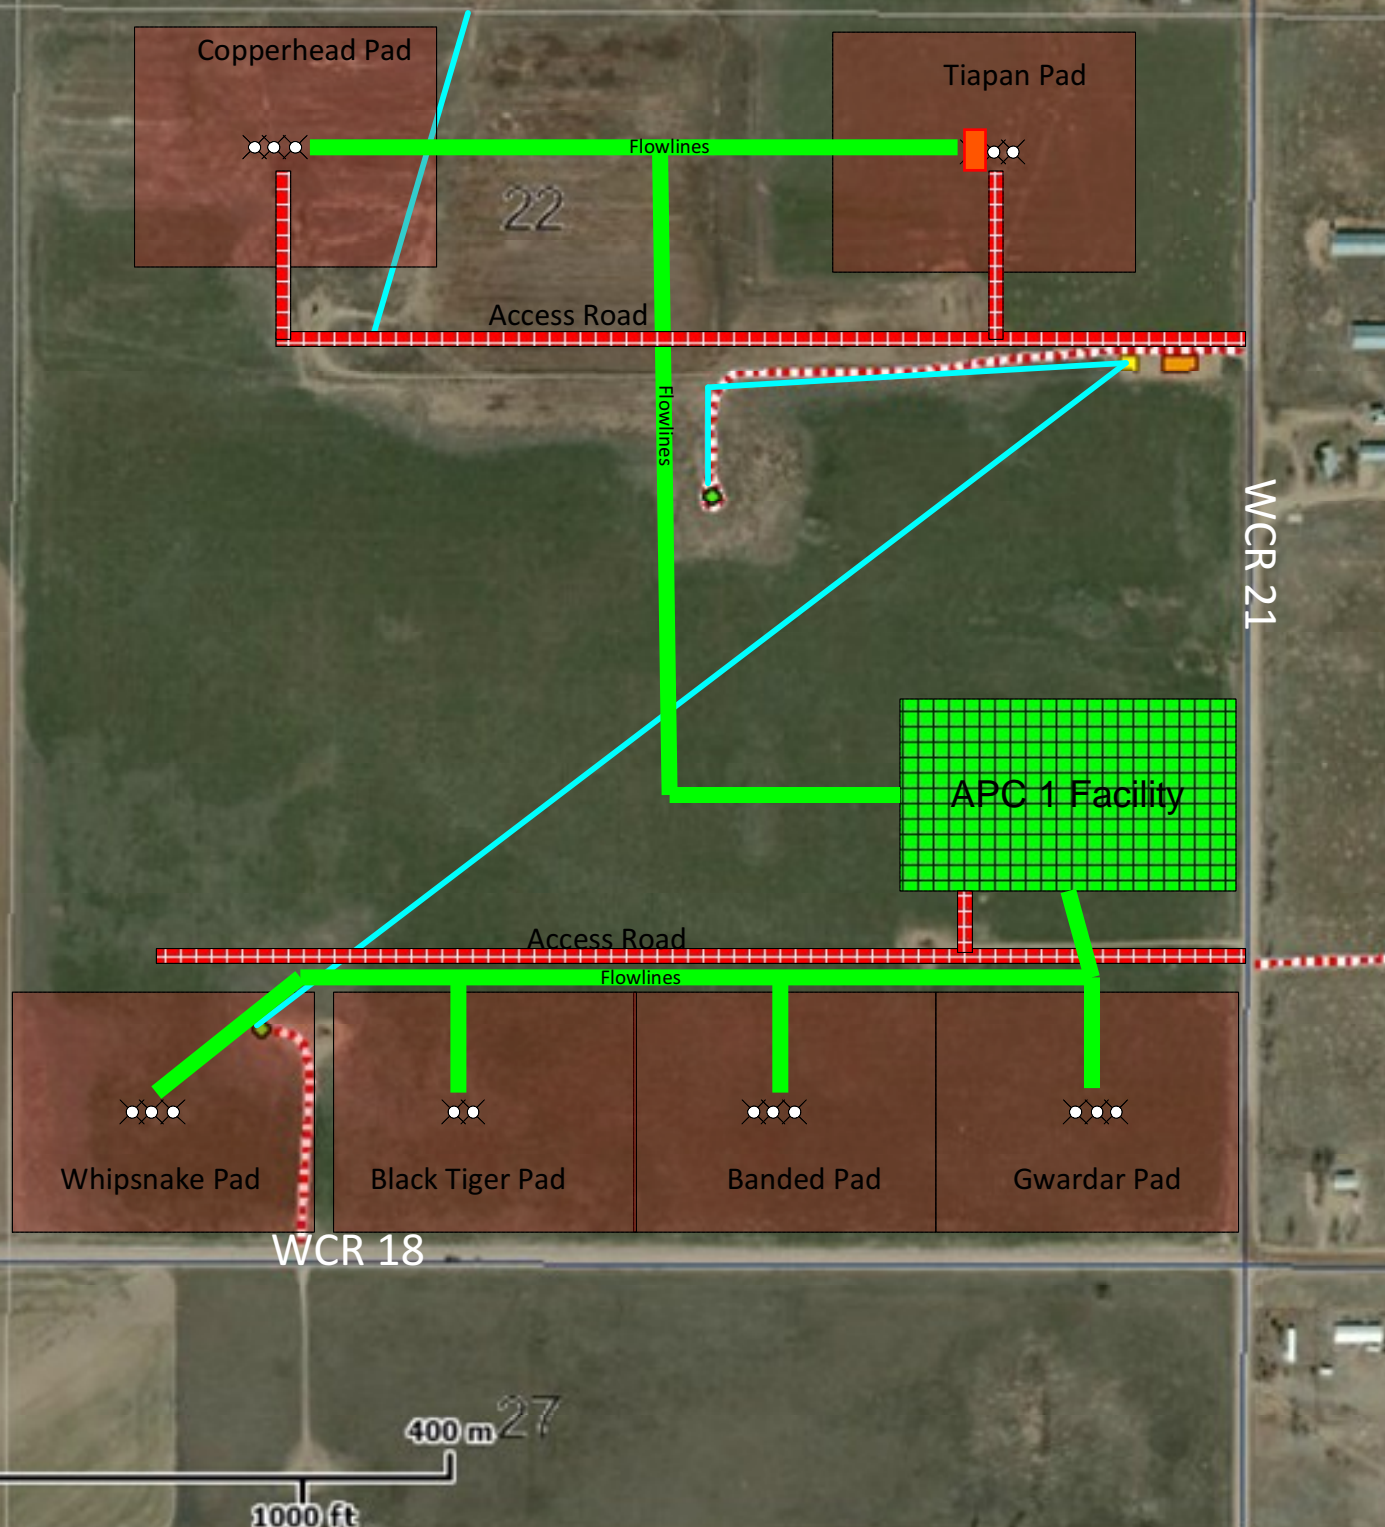 Copperhead Pad
Tiapan Pad
Flowlines
22
Access Road
Flowlines
WCR 21
APC 1 Facility
Access Road
Flowlines
Whipsnake Pad
Black Tiger Pad
Banded Pad
Gwardar Pad
WCR 18
27
400 m
1000 ft